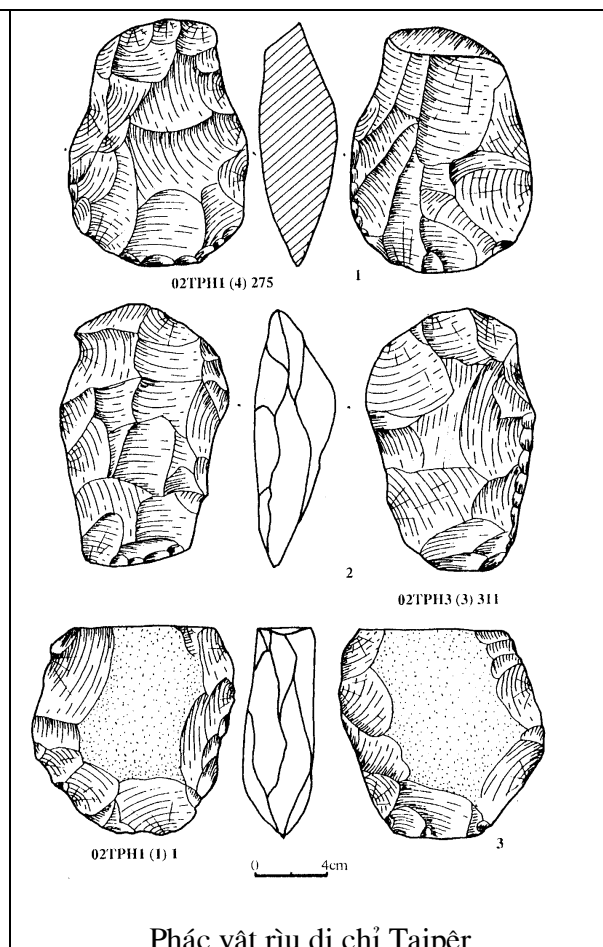 02TPH1 (4) 275
1
2
02TPH3 (3) 311
02TPH1 (1) 1
3
0 4cm
Phác vật rìu di chỉ Taipêr